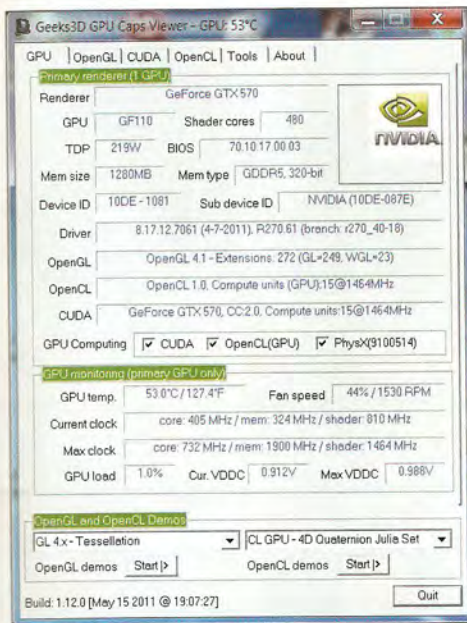 Geeks3D GPU Caps Viewer - GPU: 53°C
GPU OpenGL CUDA OpenCL Tools About
Primary renderer (1 GPU)
Renderer GeForce GTX 570
GPU GF110 Shader cores 480
TDP 219W BIOS 70.10.17.00.03
NVIDIA
Mem size 1280MB Mem type GDDR5, 320-bit
Device ID 10DE - 1081 Sub device ID NVIDIA (10DE-087E)
Driver 8.17.12.7061 (4-7-2011), R270.61 (branch: r270_40-18)
OpenGL OpenGL 4.1 - Extensions: 272 (GL=249, WGL=23)
OpenCL OpenCL 1.0, Compute units (GPU):15@1464MHz
CUDA GeForce GTX 570, CC:2.0, Compute units:15@1464MHz
GPU Computing CUDA OpenCL(GPU) PhysX(9100514)
GPU monitoring (primary GPU only)
GPU temp. 53.0°C/127.4°F Fan speed 44% / 1530 RPM
Current clock core: 405 MHz / mem: 324 MHz / shader: 810 MHz
Max clock core: 732 MHz / mem: 1900 MHz / shader: 1464 MHz
GPU load 1.0% Cur. VDDC 0.912V Max VDDC 0.988V
OpenGL and OpenCL Demos
GL 4.x - Tessellation CL GPU - 4D Quaternion Julia Set
OpenGL demos Start |> OpenCL demos Start |>
Build: 1.12.0 [May 15 2011 @ 19:07:27] Quit